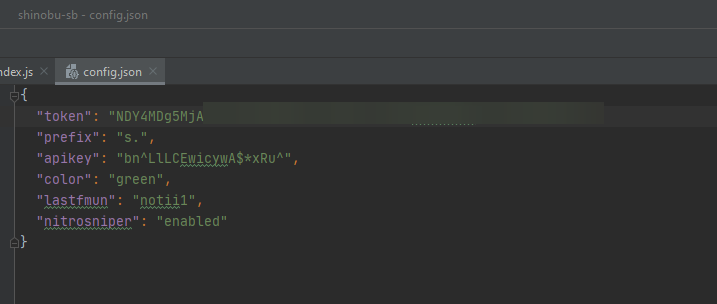 shinobu-sb - config.json
ndex.js
config.json
{
"token": "NDY4MDg5MjA
"prefix": "s.",
"apikey": "bn^LlLCEwicywA$*xRu^",
"color": "green",
"lastfmun": "notii1",
"nitrosniper": "enabled"
}